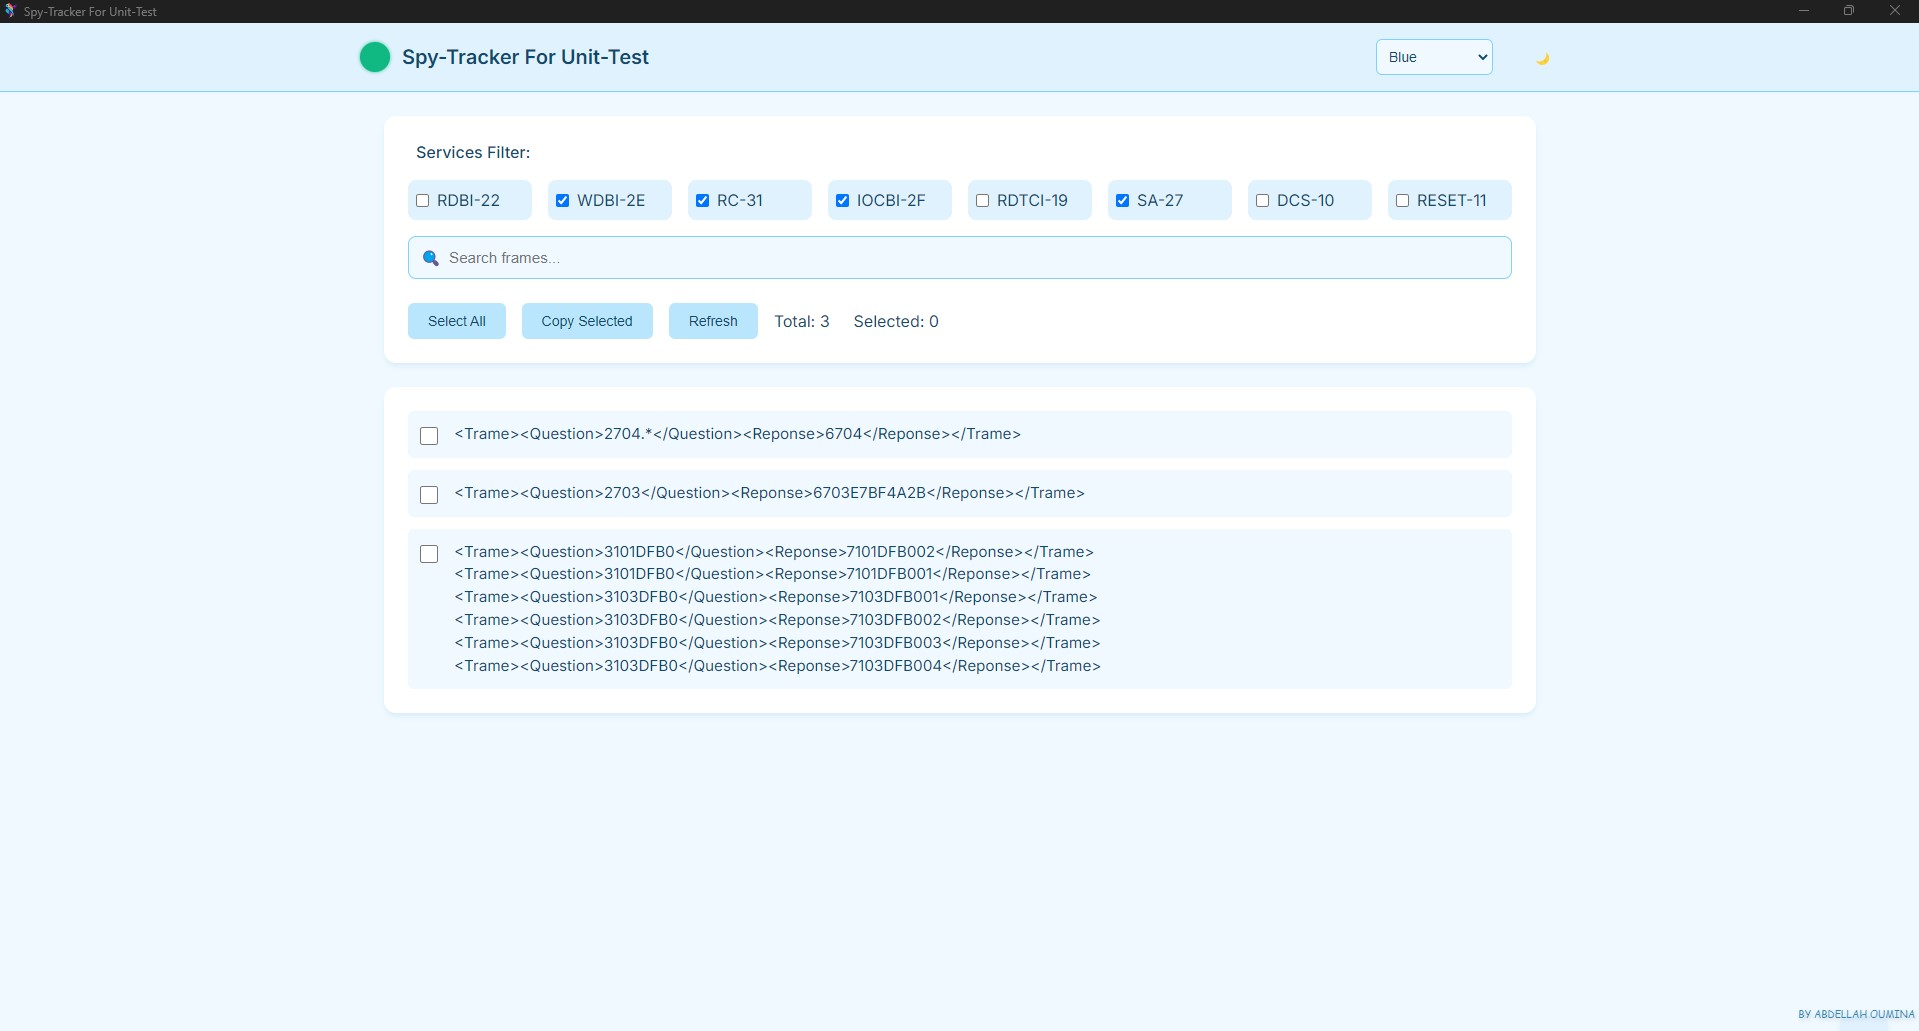 Spy-Tracker For Unit-Test
Spy-Tracker For Unit-Test
Blue
Services Filter:
RDBI-22
WDBI-2E
RC-31
IOCBI-2F
RDTCI-19
SA-27
DCS-10
RESET-11
Search frames...
Select All
Copy Selected
Refresh
Total: 3
Selected: 0
<Trame><Question>2704.*</Question><Reponse>6704</Reponse></Trame>
<Trame><Question>2703</Question><Reponse>6703E7BF4A2B</Reponse></Trame>
<Trame><Question>3101DFB0</Question><Reponse>7101DFB002</Reponse></Trame>
<Trame><Question>3101DFB0</Question><Reponse>7101DFB001</Reponse></Trame>
<Trame><Question>3103DFB0</Question><Reponse>7103DFB001</Reponse></Trame>
<Trame><Question>3103DFB0</Question><Reponse>7103DFB002</Reponse></Trame>
<Trame><Question>3103DFB0</Question><Reponse>7103DFB003</Reponse></Trame>
<Trame><Question>3103DFB0</Question><Reponse>7103DFB004</Reponse></Trame>
BY ABDELLAH OUMINA